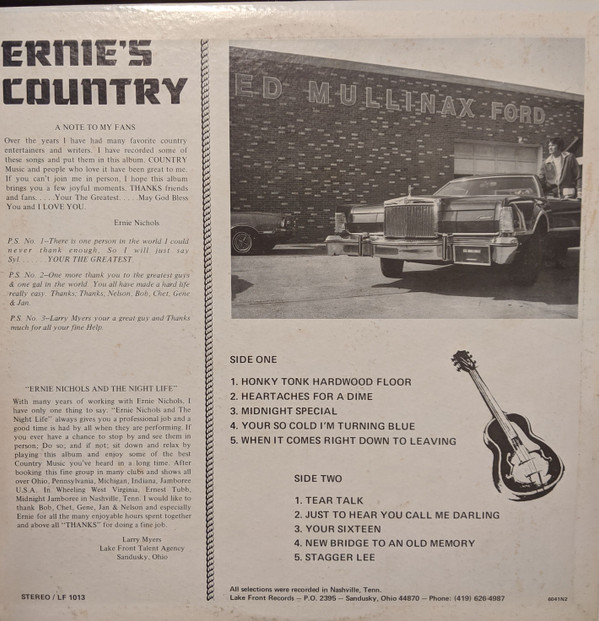 ERNIE'S
COUNTRY
A NOTE TO MY FANS
Over the years I have had many favorite country
entertainers and writers. I have recorded some of
these songs and put them in this album. COUNTRY
Music and people who love it have been great to me.
If you can't join me in person, I hope this album
brings you a few joyful moments. THANKS friends
and fans. . . . .Your The Greatest. . . . .May God Bless
You and I LOVE YOU.
Ernie Nichols
P.S. No. 1—There is one person in the world I could
never thank enough, So I will just say
Syl . . . . . . YOUR THE GREATEST.
P.S. No. 2—One more thank you to the greatest guys
& one gal in the world. You all have made a hard life
really easy. Thanks; Thanks; Nelson, Bob, Chet, Gene
& Jan.
P.S. No. 3—Larry Myers your a great guy and Thanks
much for all your fine Help.
"ERNIE NICHOLS AND THE NIGHT LIFE"
With many years of working with Ernie Nichols, I
have only one thing to say. "Ernie Nichols and The
Night Life" always gives you a professional job and a
good time is had by all when they are performing. If
you ever have a chance to stop by and see them in
person; Do so; and if not; sit down and relax by
playing this album and enjoy some of the best
Country Music you've heard in a long time. After
booking this fine group in many clubs and shows all
over Ohio, Pennsylvania, Michigan, Indiana, Jamboree
U.S.A. In Wheeling West Virginia, Ernest Tubb,
Midnight Jamboree in Nashville, Tenn. I would like to
thank Bob, Chet, Gene, Jan & Nelson and especially
Ernie for all the many enjoyable hours spent together
and above all "THANKS" for doing a fine job.
Larry Myers
Lake Front Talent Agency
Sandusky, Ohio
STEREO / LF 1013
ED MULLINAX FORD
SIDE ONE
1. HONKY TONK HARDWOOD FLOOR
2. HEARTACHES FOR A DIME
3. MIDNIGHT SPECIAL
4. YOUR SO COLD I'M TURNING BLUE
5. WHEN IT COMES RIGHT DOWN TO LEAVING
SIDE TWO
1. TEAR TALK
2. JUST TO HEAR YOU CALL ME DARLING
3. YOUR SIXTEEN
4. NEW BRIDGE TO AN OLD MEMORY
5. STAGGER LEE
All selections were recorded in Nashville, Tenn.
Lake Front Records — P.O. 2395 — Sandusky, Ohio 44870 — Phone: (419) 626-4987